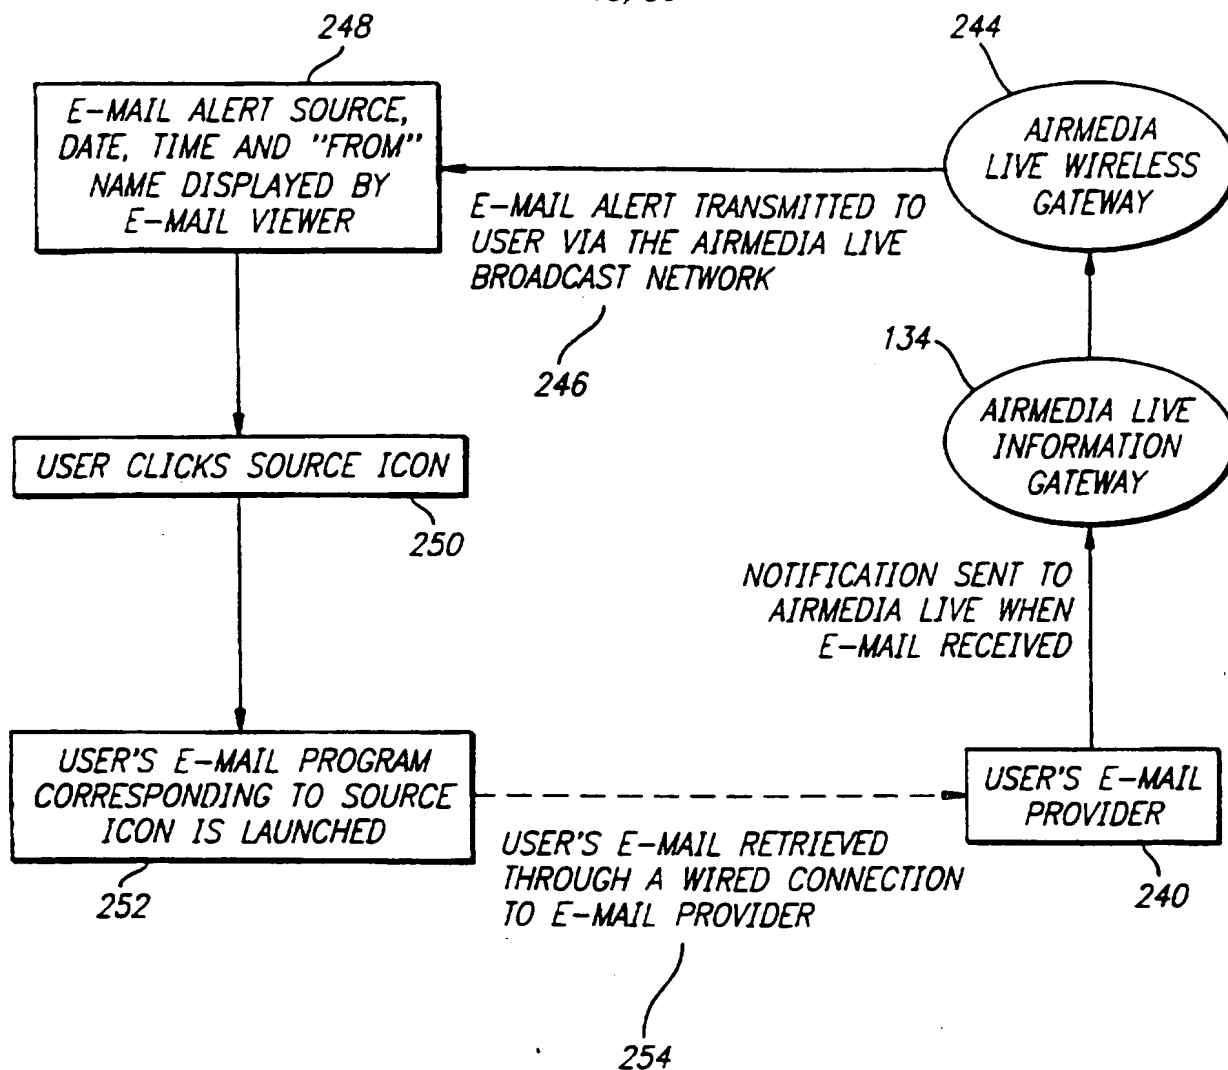 248
244
E-MAIL ALERT SOURCE,
DATE, TIME AND "FROM"
NAME DISPLAYED BY
E-MAIL VIEWER
AIRMEDIA
LIVE WIRELESS
GATEWAY
E-MAIL ALERT TRANSMITTED TO
USER VIA THE AIRMEDIA LIVE
BROADCAST NETWORK
246
134
AIRMEDIA LIVE
INFORMATION
GATEWAY
USER CLICKS SOURCE ICON
250
NOTIFICATION SENT TO
AIRMEDIA LIVE WHEN
E-MAIL RECEIVED
USER'S E-MAIL PROGRAM
CORRESPONDING TO SOURCE
ICON IS LAUNCHED
252
USER'S E-MAIL
PROVIDER
240
USER'S E-MAIL RETRIEVED
THROUGH A WIRED CONNECTION
TO E-MAIL PROVIDER
254